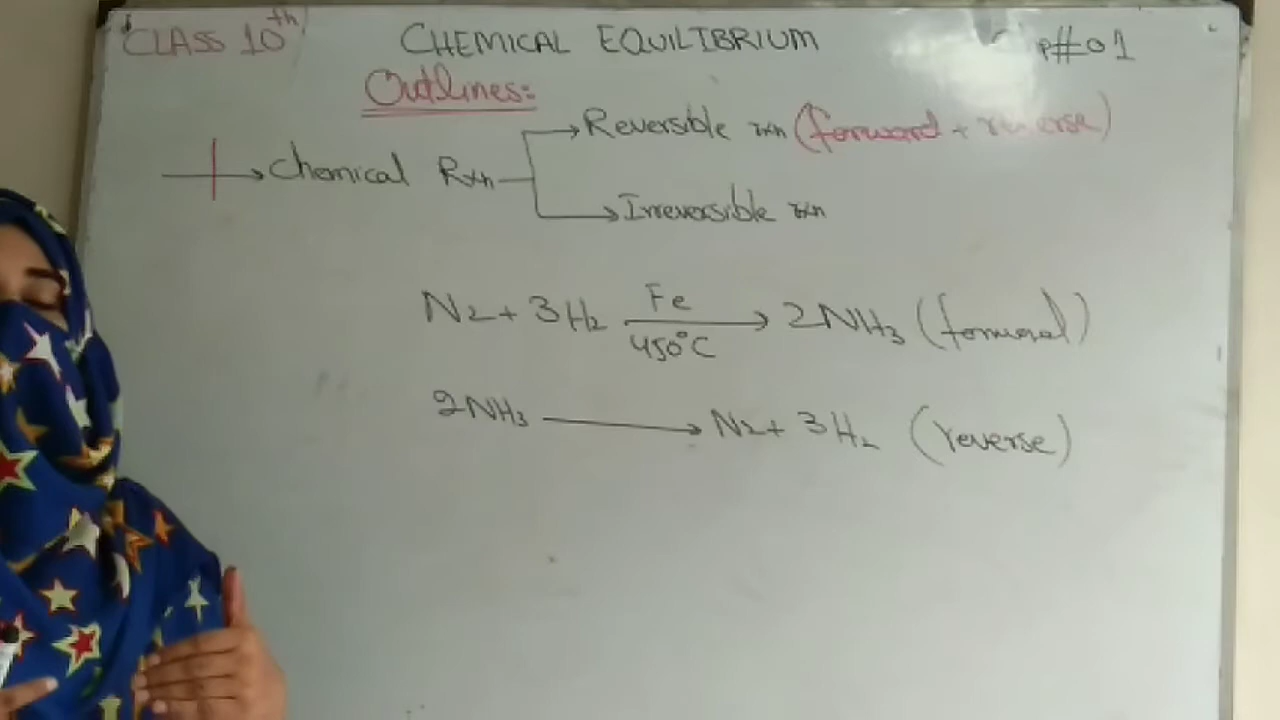 CLASS 10th CHEMICAL EQUILIBRIUM P#01
Outlines:
Reversible rxn (forward + reverse)
Chemical Rxn
Irreversible rxn
N2 + 3H2 Fe 450°C → 2NH3 (forward)
2NH3 → N2 + 3H2 (reverse)